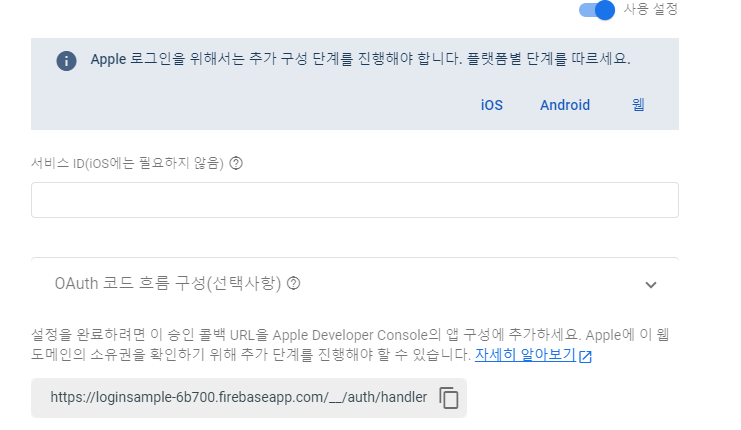 사용 설정
Apple 로그인을 위해서는 추가 구성 단계를 진행해야 합니다. 플랫폼별 단계를 따르세요.
iOS Android 웹
서비스 ID(iOS에는 필요하지 않음)
OAuth 코드 흐름 구성(선택사항)
설정을 완료하려면 이 승인 콜백 URL을 Apple Developer Console의 앱 구성에 추가하세요. Apple에 이 웹
도메인의 소유권을 확인하기 위해 추가 단계를 진행해야 할 수 있습니다. 자세히 알아보기
https://loginsample-6b700.firebaseapp.com/__/auth/handler